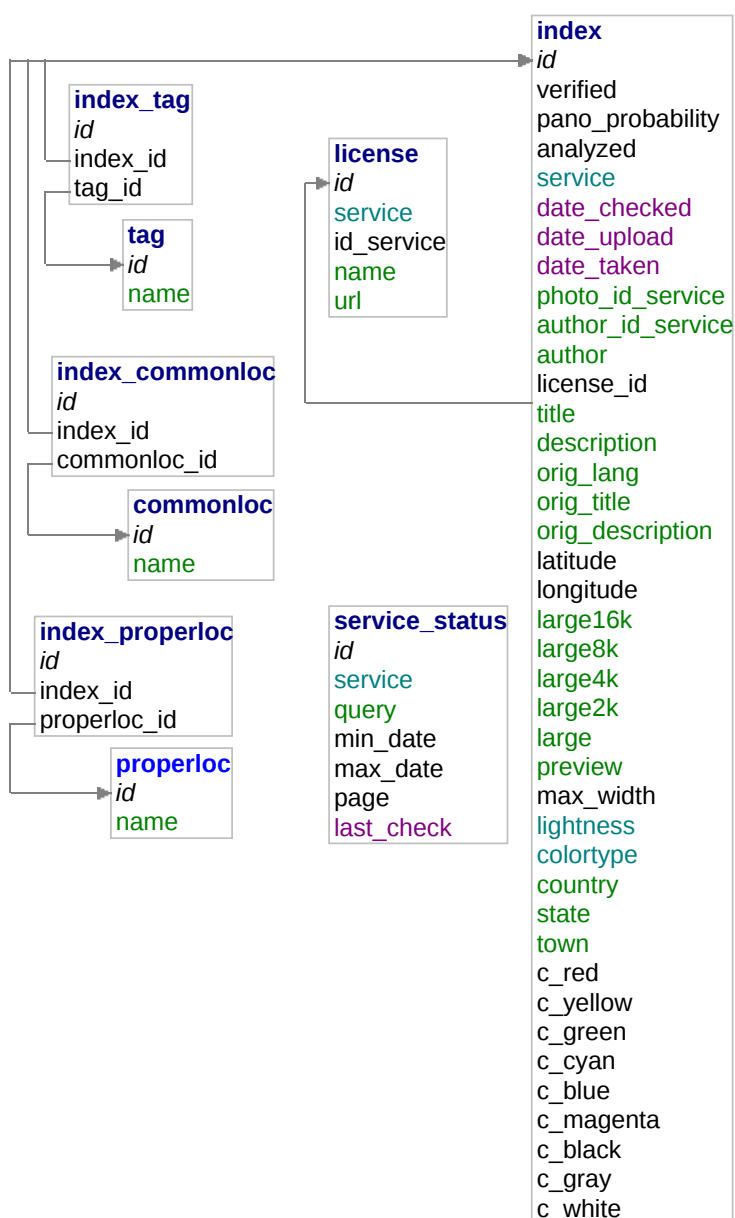 index_tag
id
index_id
tag_id
tag
id
name
index_commonloc
id
index_id
commonloc_id
commonloc
id
name
index_properloc
id
index_id
properloc_id
properloc
id
name
license
id
service
id_service
name
url
service_status
id
service
query
min_date
max_date
page
last_check
index
id
verified
pano_probability
analyzed
service
date_checked
date_upload
date_taken
photo_id_service
author_id_service
author
license_id
title
description
orig_lang
orig_title
orig_description
latitude
longitude
large16k
large8k
large4k
large2k
large
preview
max_width
lightness
colortype
country
state
town
c_red
c_yellow
c_green
c_cyan
c_blue
c_magenta
c_black
c_gray
c_white